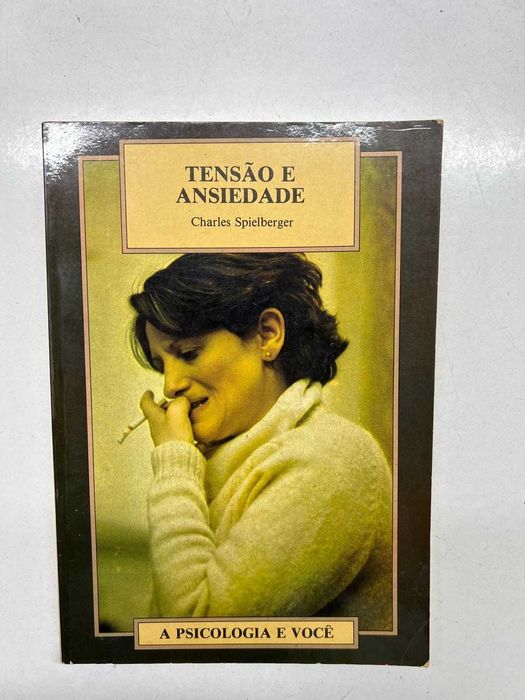 TENSÃO E
ANSIEDADE
Charles Spielberger
A PSICOLOGIA E VOCÊ